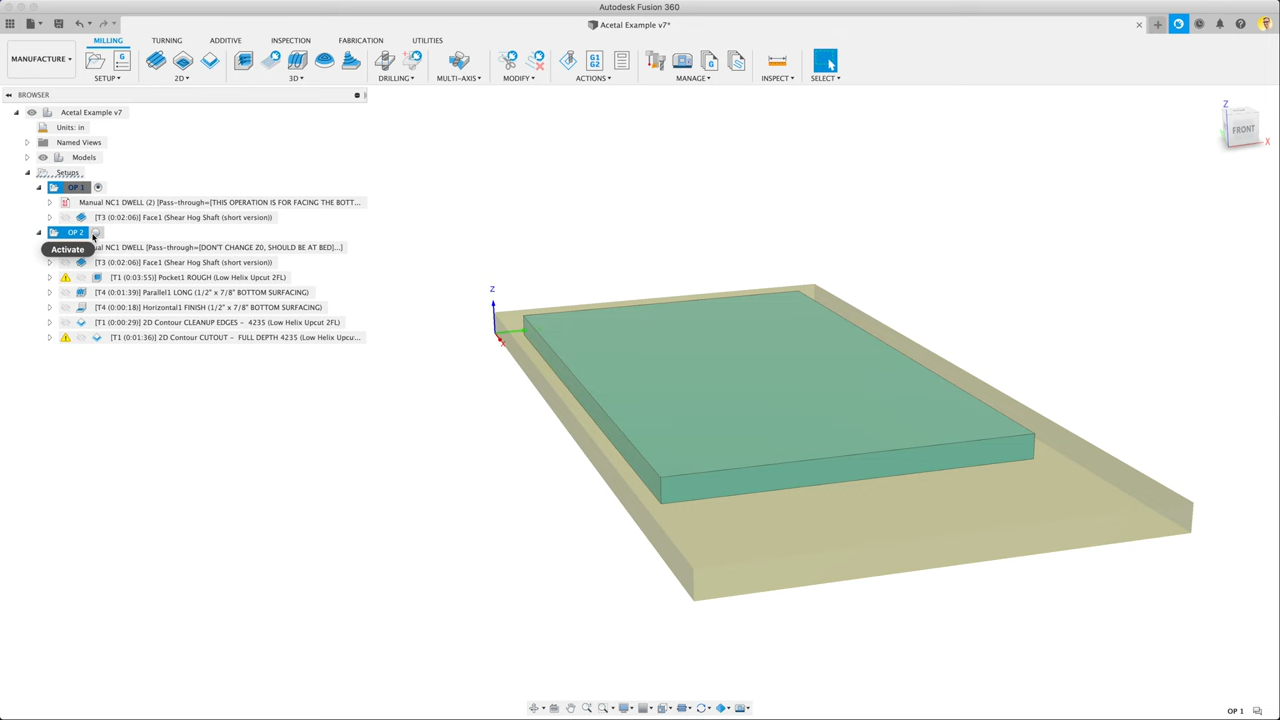 Autodesk Fusion 360
Acetal Example v7*
MANUFACTURE
MILLING TURNING ADDITIVE INSPECTION FABRICATION UTILITIES
SETUP 2D 3D DRILLING MULTI-AXIS MODIFY ACTIONS MANAGE INSPECT SELECT
G1
G2
G
BROWSER
Acetal Example v7
Units: in
Named Views
Models
Setups
OP 1
Manual NC1 DWELL (2) [Pass-through=[THIS OPERATION IS FOR FACING THE BOTT...
[T3 (0:02:06)] Face1 (Shear Hog Shaft (short version))
OP 2
Activate
ual NC1 DWELL [Pass-through=[DON'T CHANGE Z0, SHOULD BE AT BED]...]
[T3 (0:02:06)] Face1 (Shear Hog Shaft (short version))
[T1 (0:03:55)] Pocket1 ROUGH (Low Helix Upcut 2FL)
[T4 (0:01:39)] Parallel1 LONG (1/2" x 7/8" BOTTOM SURFACING)
[T4 (0:00:18)] Horizontal1 FINISH (1/2" x 7/8" BOTTOM SURFACING)
[T1 (0:00:29)] 2D Contour CLEANUP EDGES - 4235 (Low Helix Upcut 2FL)
[T1 (0:01:36)] 2D Contour CUTOUT - FULL DEPTH 4235 (Low Helix Upcu...
Z
X
Z
FRONT
X
OP 1